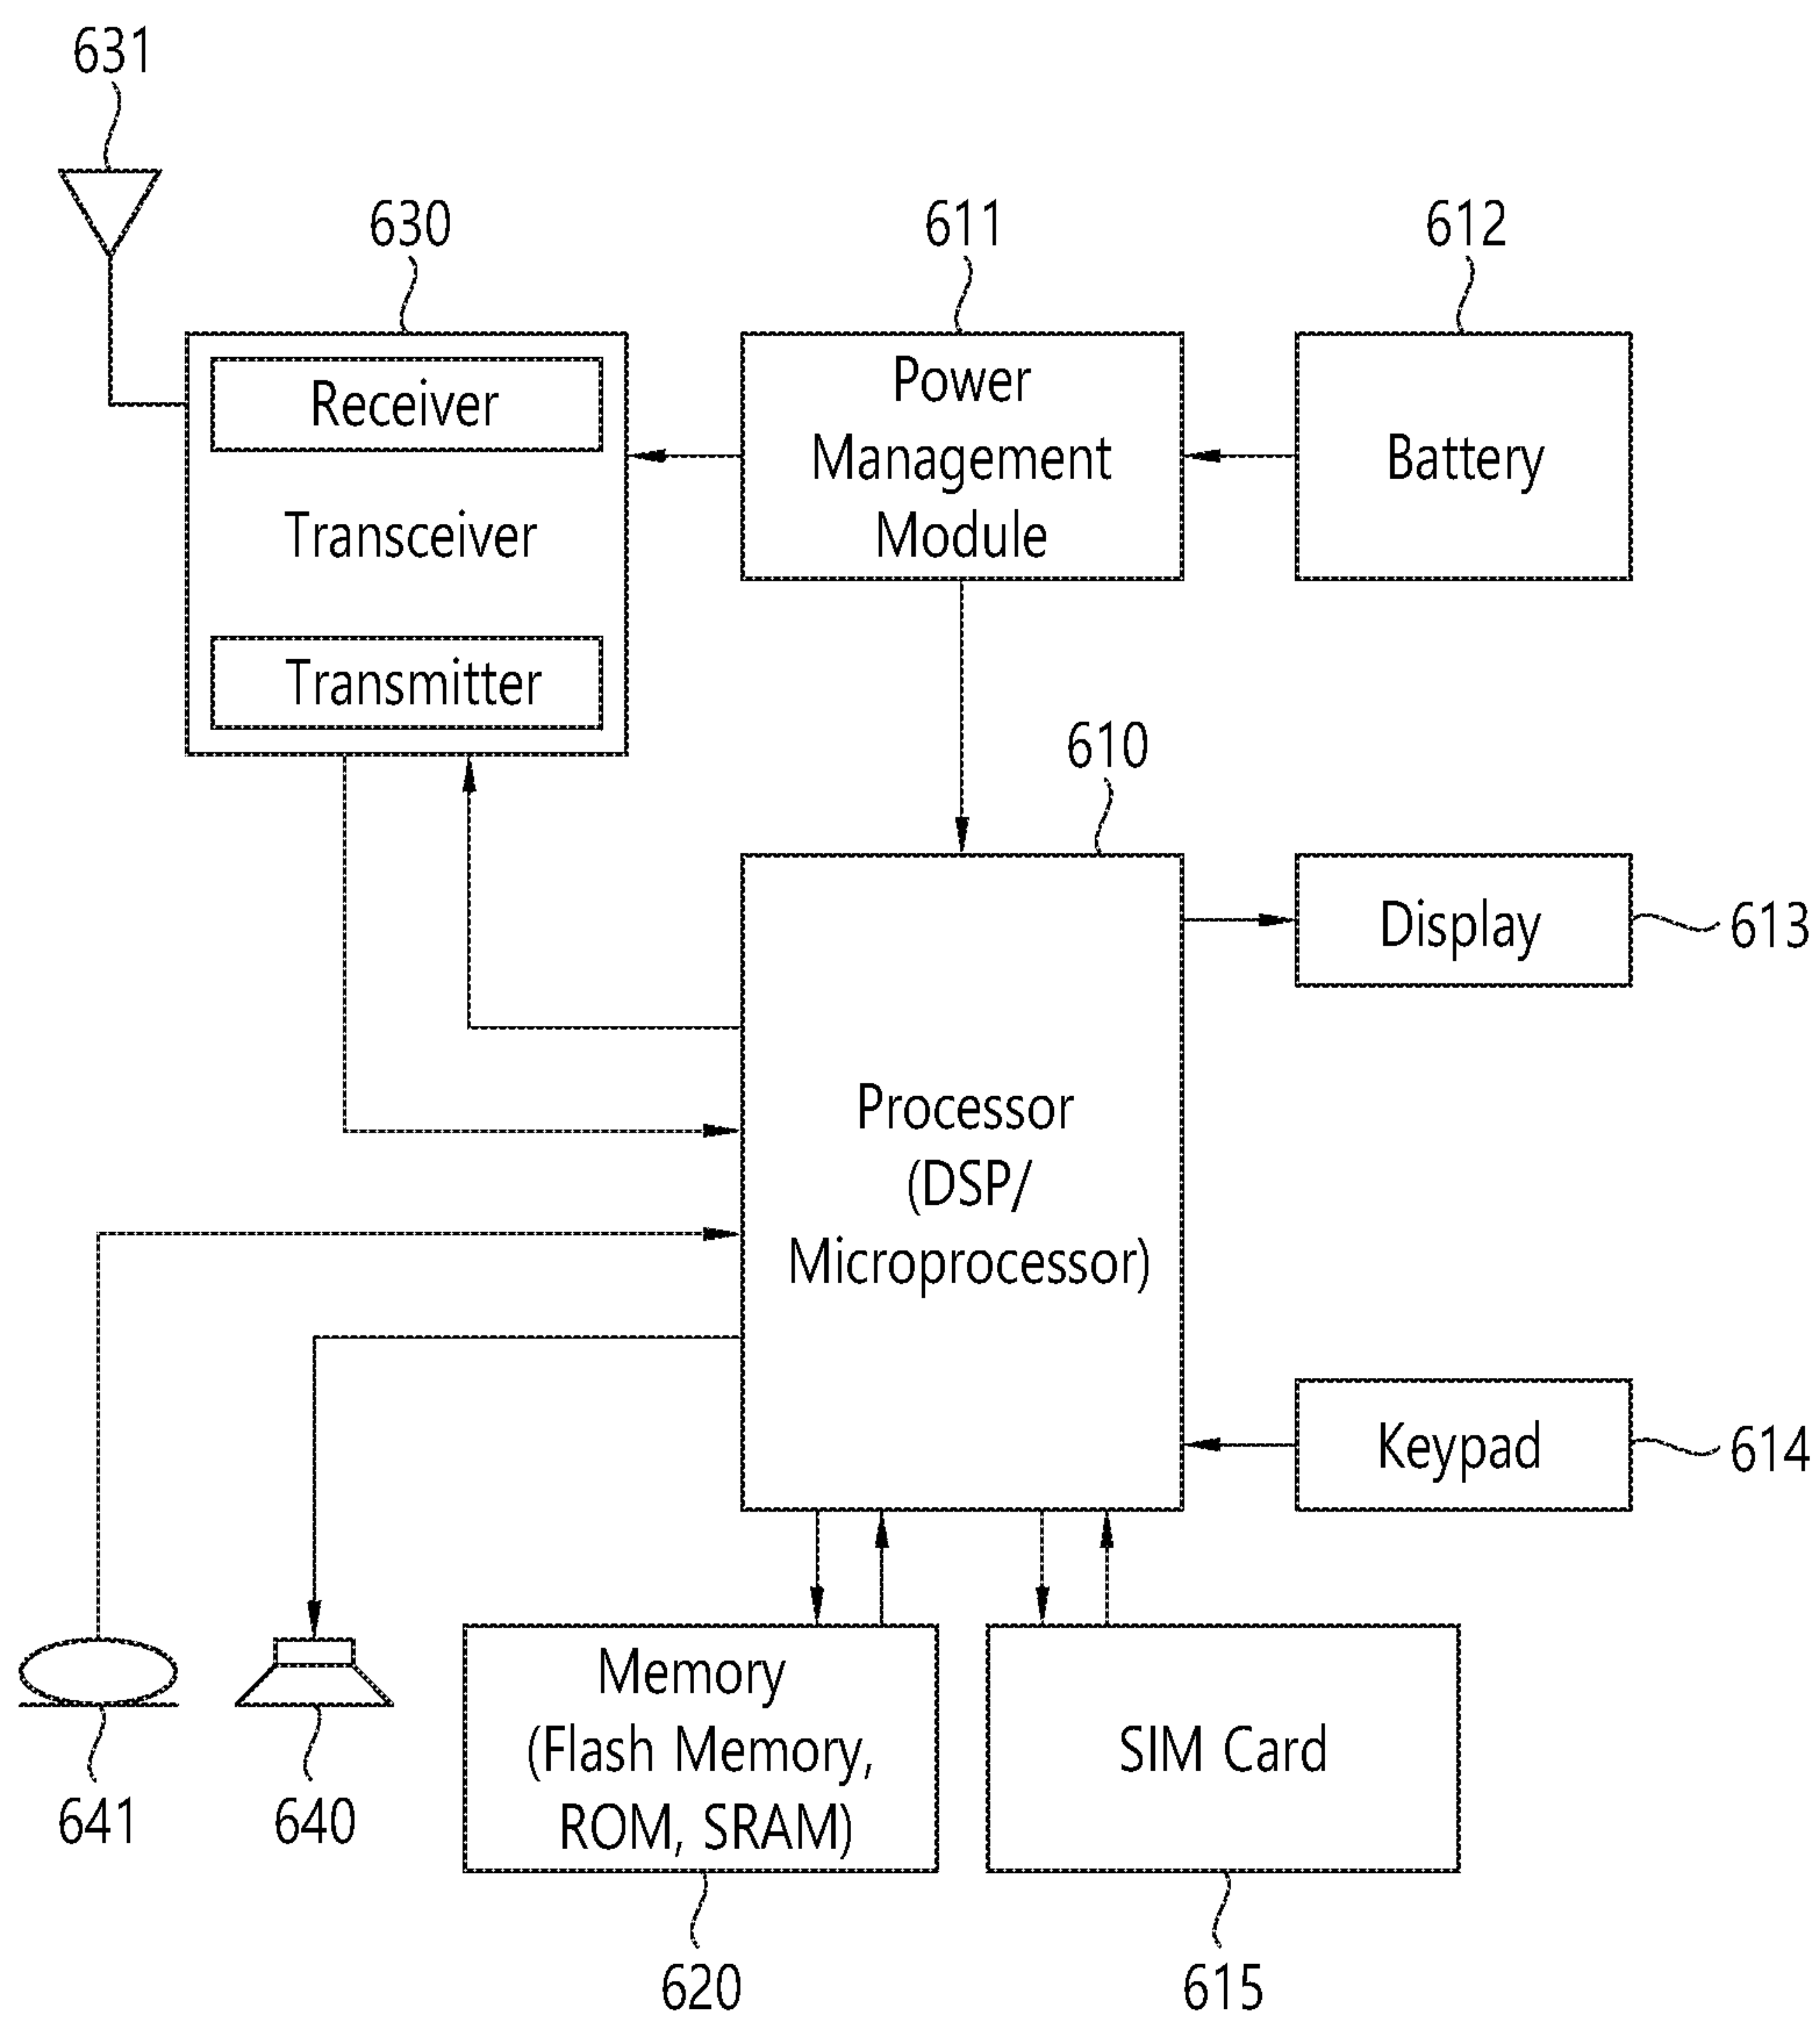 631
630
611
612
Receiver
Transceiver
Transmitter
Power
Management
Module
Battery
610
Processor
(DSP/
Microprocessor)
Display
613
Keypad
614
641
640
Memory
(Flash Memory,
ROM, SRAM)
SIM Card
620
615